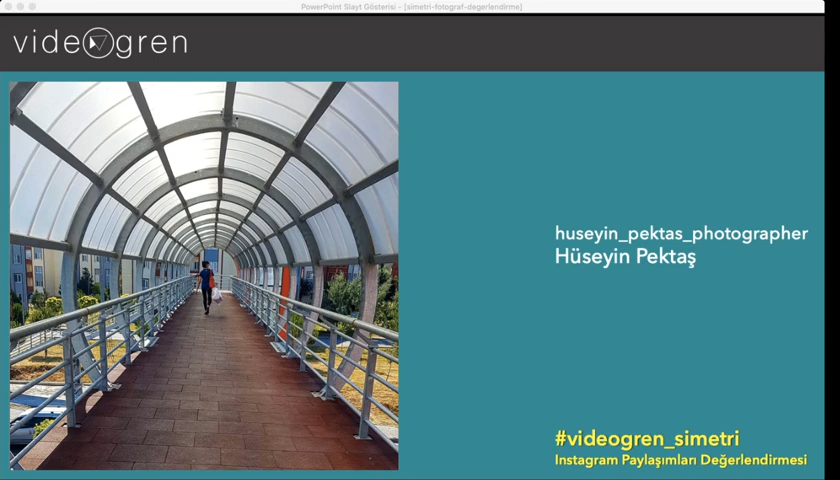 PowerPoint Slayt Gösterisi - [simetri-fotograf-degerlendirme]
videogren
huseyin_pektas_photographer
Hüseyin Pektaş
#videogren_simetri
Instagram Paylaşımları Değerlendirmesi